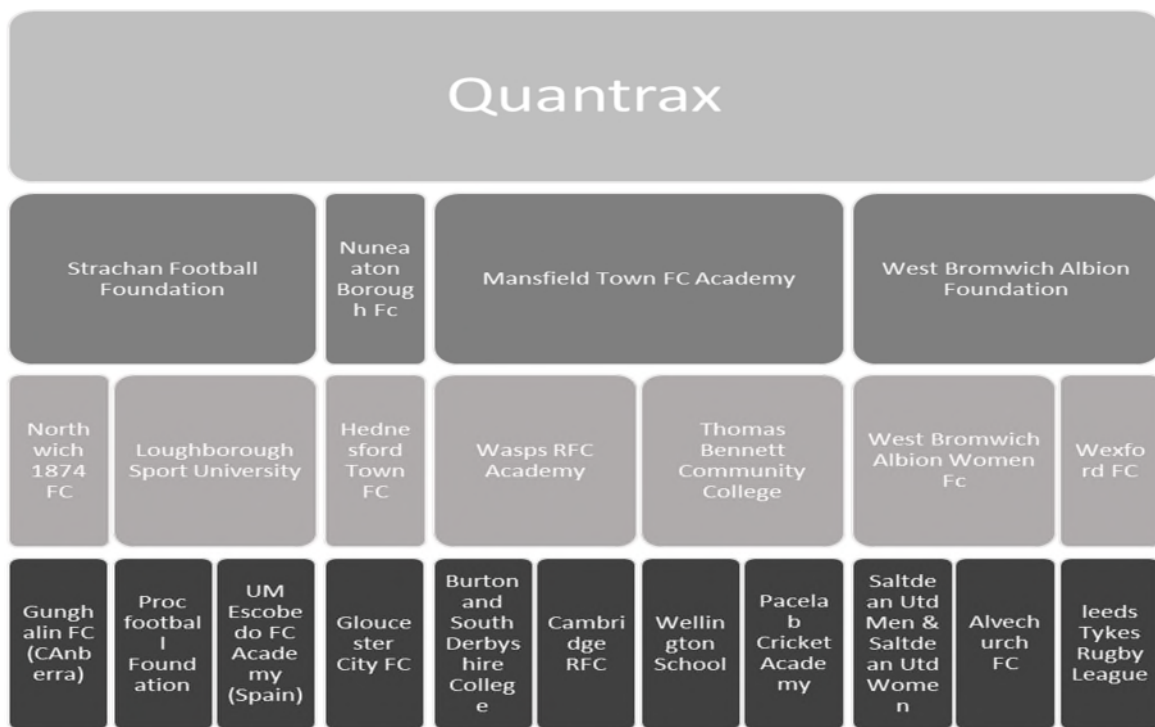 Quantrax
Strachan Football
Foundation
Nunea
aton
Boroug
h Fc
Mansfield Town FC Academy
West Bromwich Albion
Foundation
North
wich
1874
FC
Loughborough
Sport University
Hedne
sford
Town
FC
Wasps RFC
Academy
Thomas
Bennett
Community
College
West Bromwich
Albion Women
Fc
Wexfo
rd FC
Gungh
alin FC
(CAnb
erra)
Proc
footbal
l
Found
ation
UM
Escobe
do FC
Acade
my
(Spain)
Glouce
ster
City FC
Burton
and
South
Derbys
hire
Colleg
e
Cambri
dge
RFC
Wellin
gton
School
Pacela
b
Cricket
Acade
my
Saltde
an Utd
Men &
Saltde
an Utd
Wome
n
Alvech
urch
FC
leeds
Tykes
Rugby
League